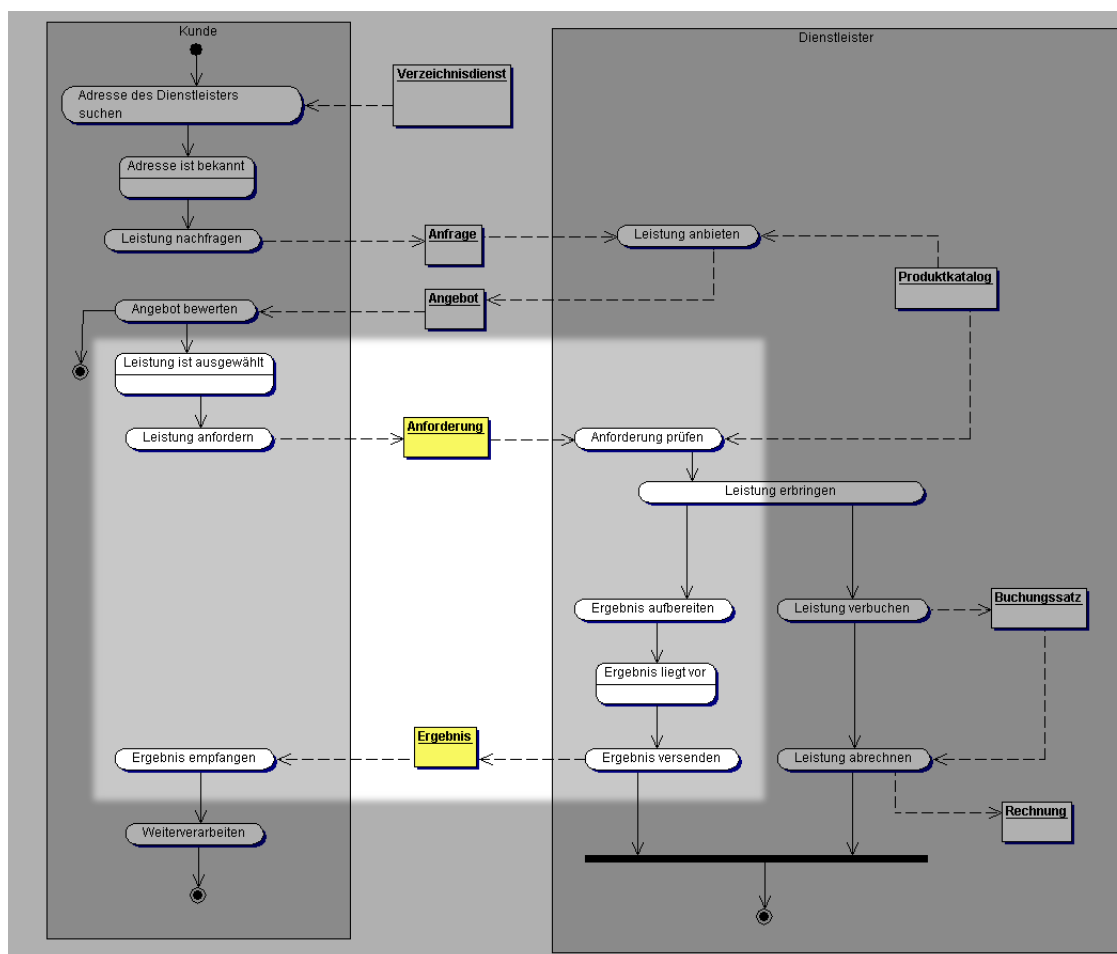 Kunde
Dienstleister
Verzeichnisdienst
Adresse des Dienstleisters
suchen
Adresse ist bekannt
Leistung nachfragen
Anfrage
Leistung anbieten
Produktkatalog
Angebot
Angebot bewerten
Leistung ist ausgewählt
Leistung anfordern
Anforderung
Anforderung prüfen
Leistung erbringen
Ergebnis aufbereiten
Leistung verbuchen
Buchungssatz
Ergebnis liegt vor
Ergebnis empfangen
Ergebnis
Ergebnis versenden
Leistung abrechnen
Rechnung
Weiterverarbeiten